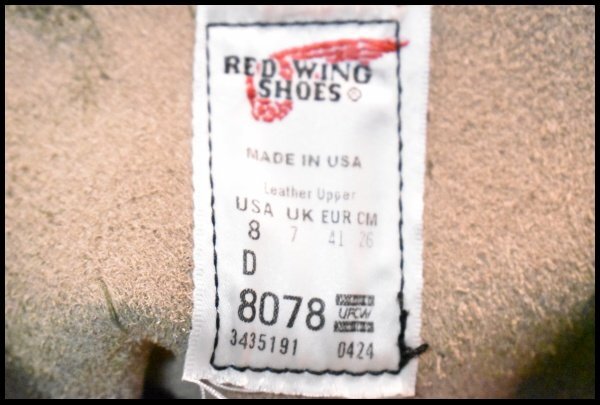 RED WING
SHOES®
MADE IN USA
Leather Upper
USA UK EUR CM
8 7 41 26
D
8078 UFCW
3435191 0424